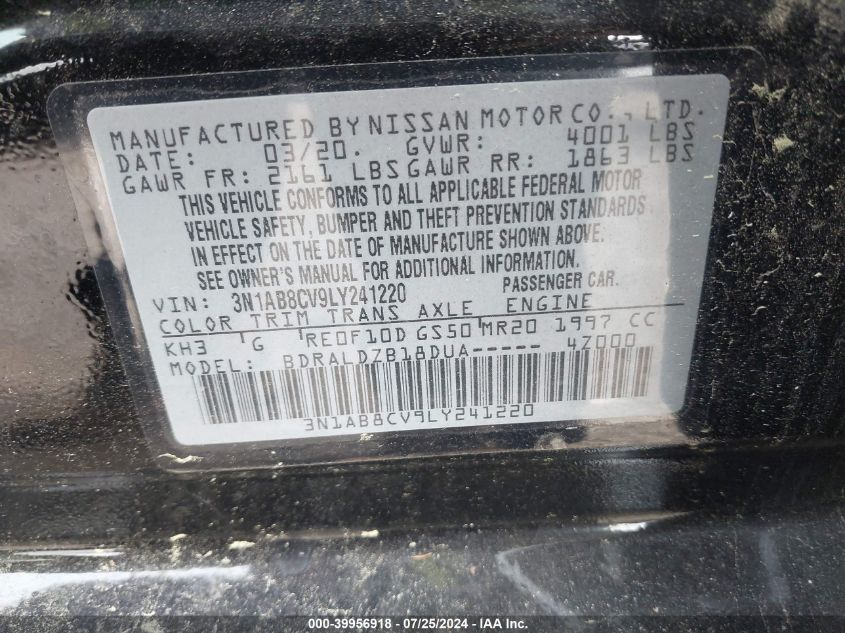 MANUFACTURED BY NISSAN MOTOR CO., LTD.
DATE: 03/20. GVWR: 4001 LBS
GAWR FR: 2161 LBS GAWR RR: 1863 LBS
THIS VEHICLE CONFORMS TO ALL APPLICABLE FEDERAL MOTOR
VEHICLE SAFETY, BUMPER AND THEFT PREVENTION STANDARDS
IN EFFECT ON THE DATE OF MANUFACTURE SHOWN ABOVE.
SEE OWNER'S MANUAL FOR ADDITIONAL INFORMATION.
VIN: 3N1AB8CV9LY241220 PASSENGER CAR.
COLOR TRIM TRANS AXLE ENGINE
KH3 G RE0F10D GS50 MR20 1997 CC
MODEL: BDRALDZB18DUA----- 47000
3N1AB8CV9LY241220
000-39956918 - 07/25/2024 - IAA Inc.